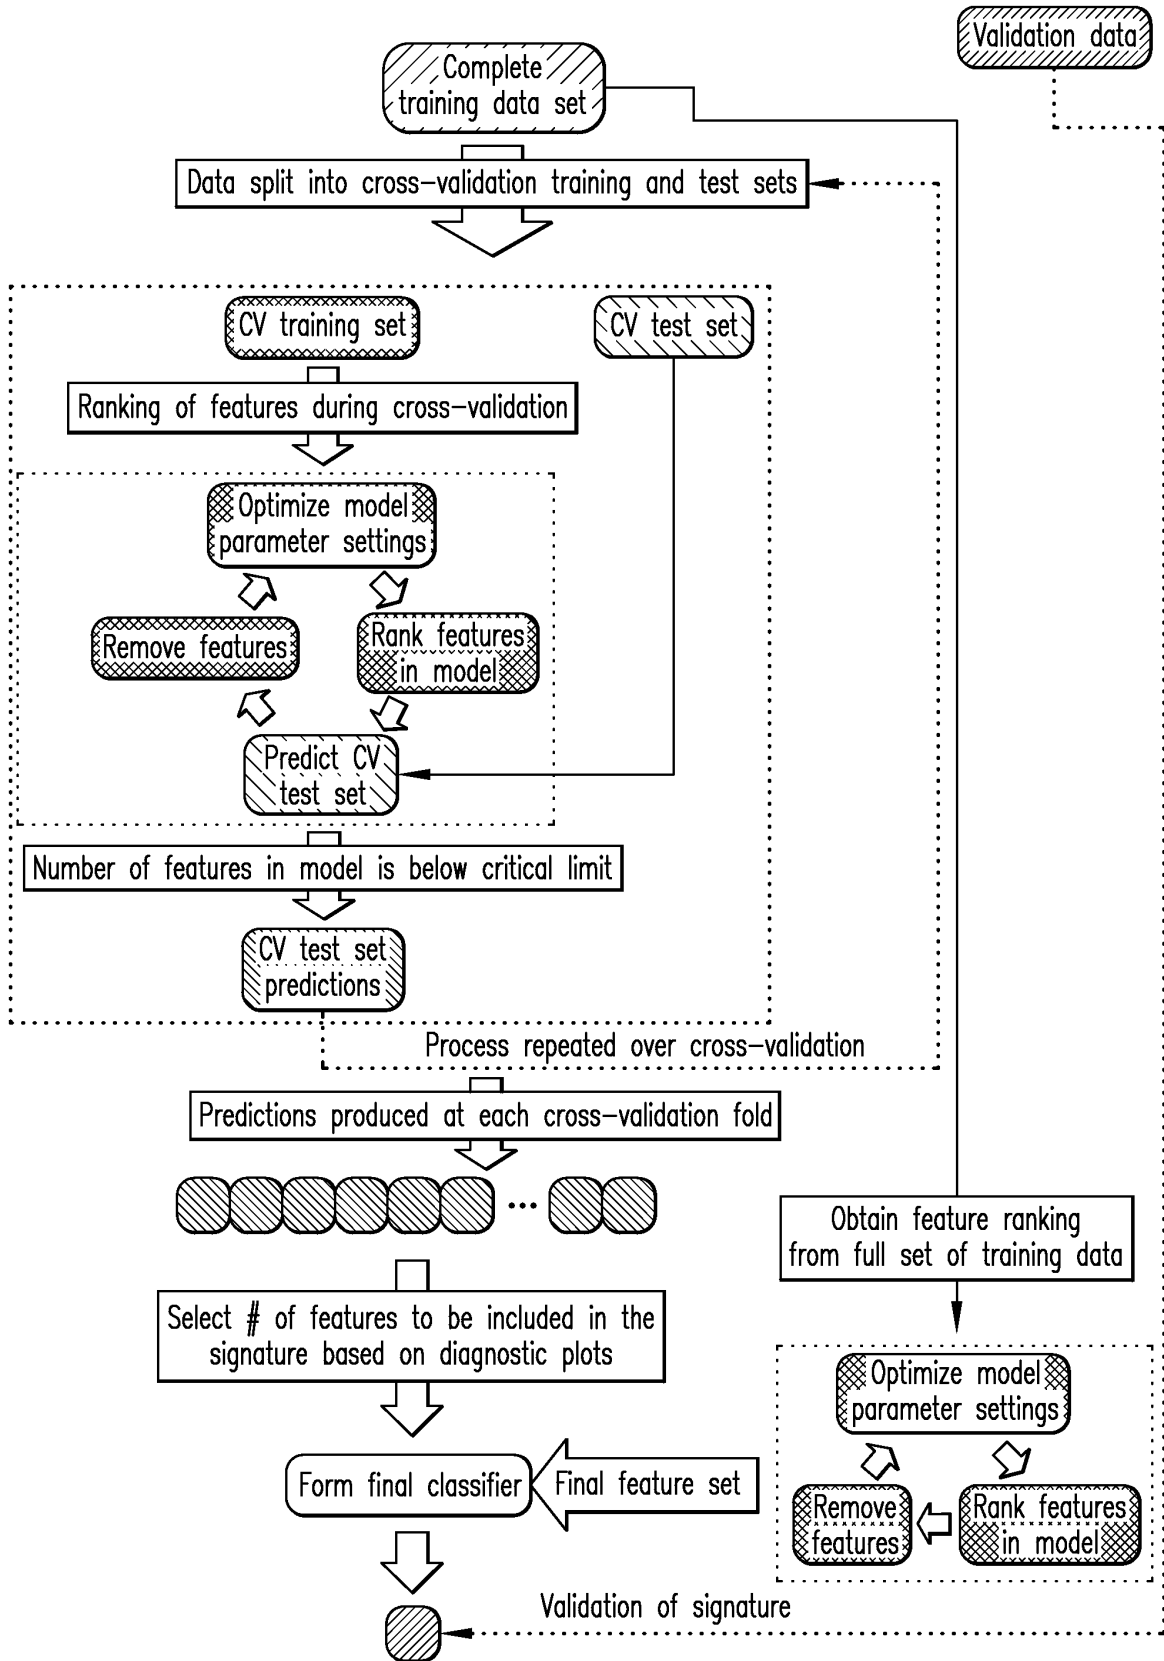 Validation data
Complete
training data set
Data split into cross-validation training and test sets
CV training set
CV test set
Ranking of features during cross-validation
Optimize model
parameter settings
Remove features
Rank features
in model
Predict CV
test set
Number of features in model is below critical limit
CV test set
predictions
Process repeated over cross-validation
Predictions produced at each cross-validation fold
...
Obtain feature ranking
from full set of training data
Select # of features to be included in the
signature based on diagnostic plots
Optimize model
parameter settings
Form final classifier
Final feature set
Remove
features
Rank features
in model
Validation of signature